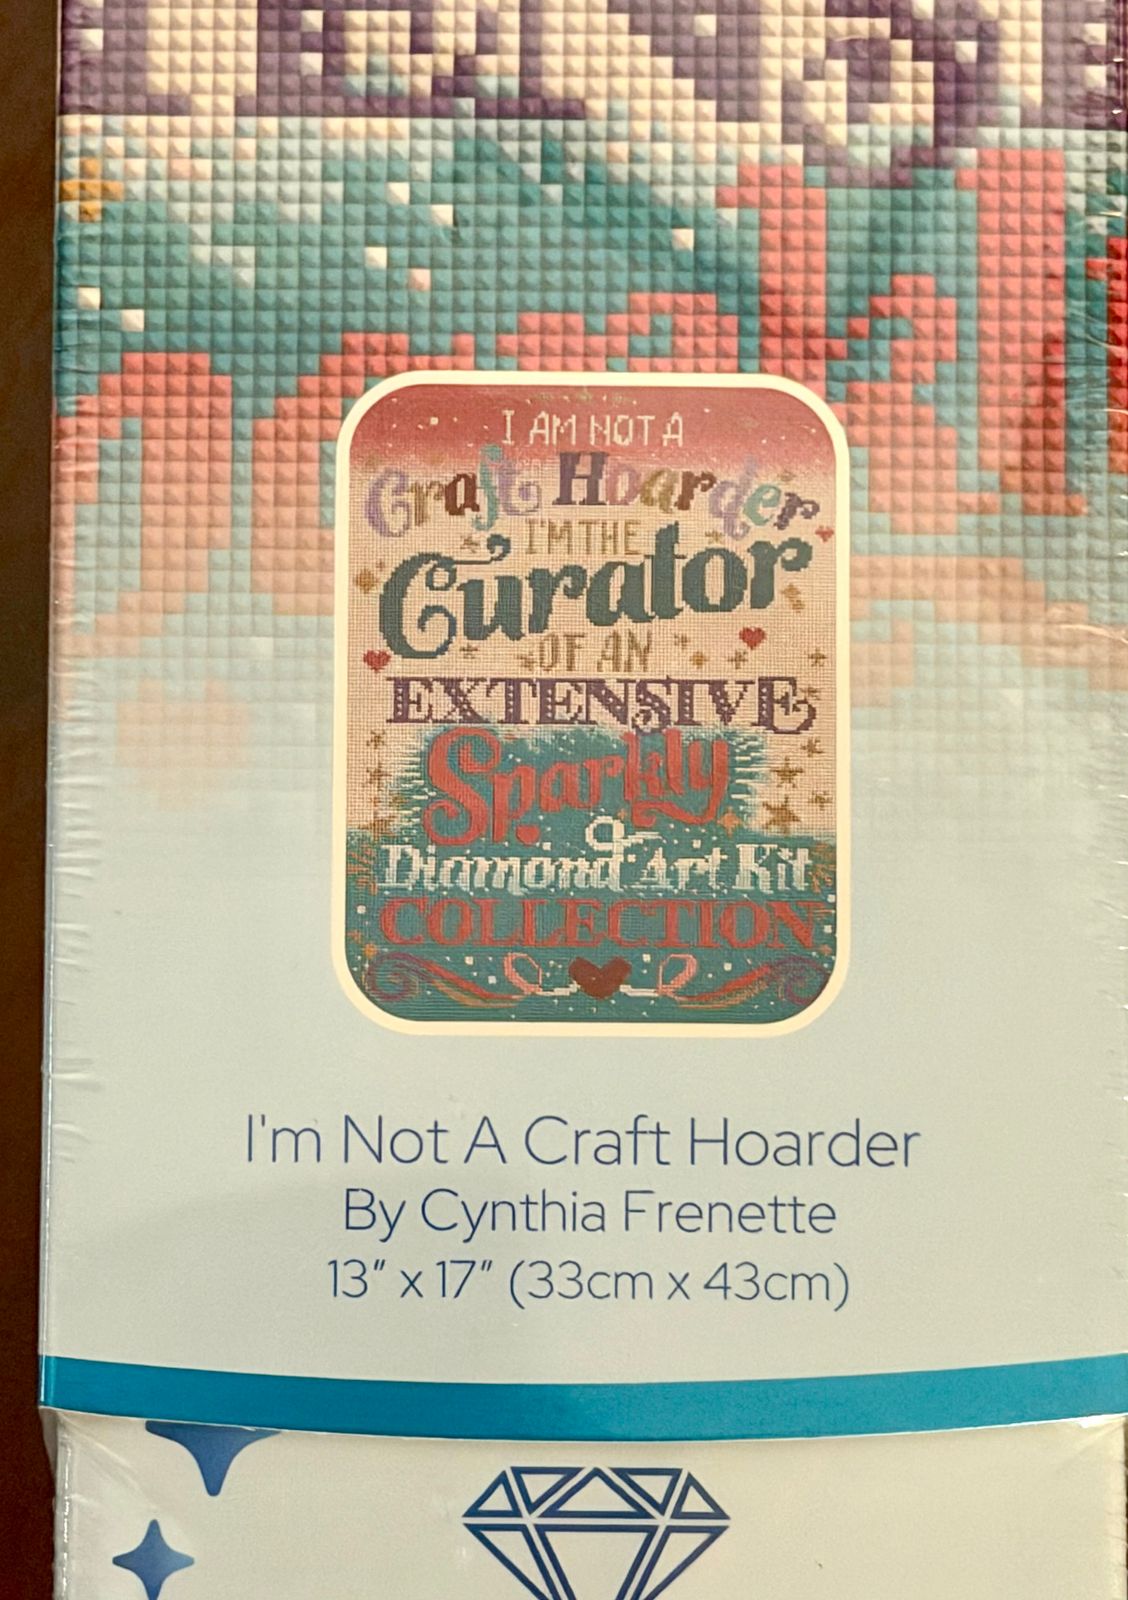 I AM NOT A
Craft Hoarder
I'M THE
Curator
OF AN
EXTENSIVE
Sparkly
&
Diamond Art Kit
COLLECTION
I'm Not A Craft Hoarder
By Cynthia Frenette
13" x 17" (33cm x 43cm)